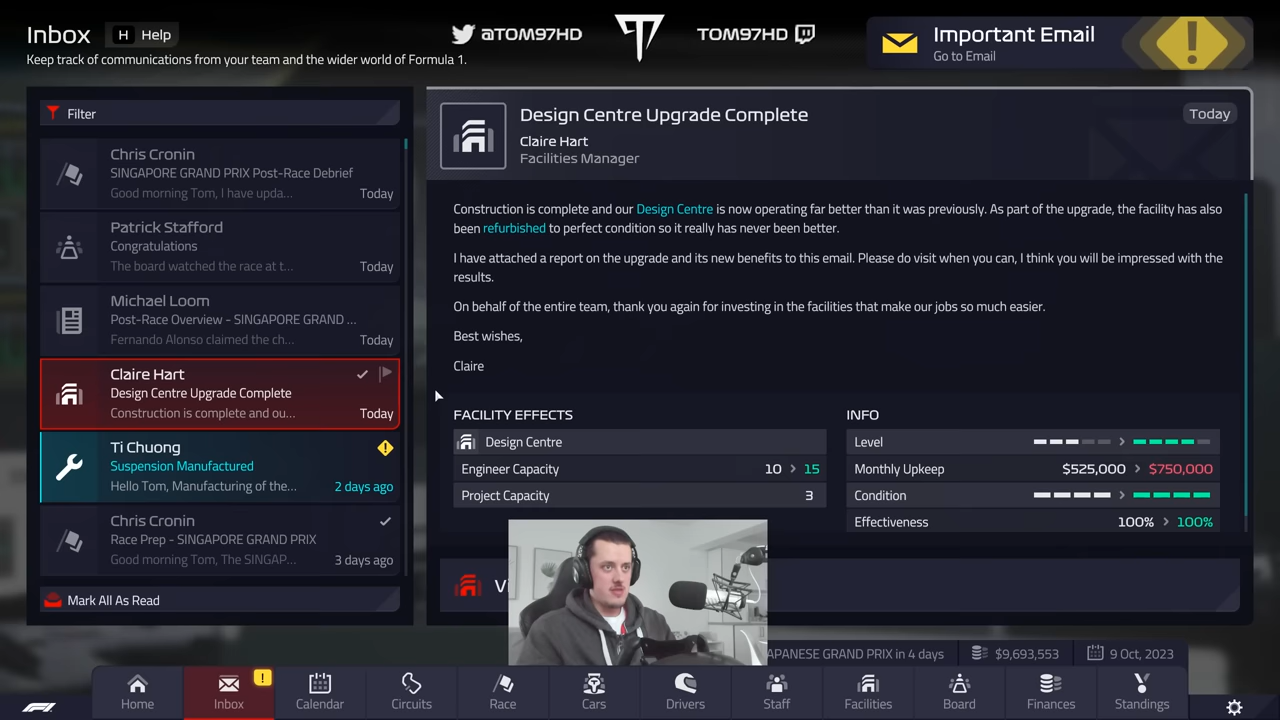 Inbox
H Help
Keep track of communications from your team and the wider world of Formula 1.
@TOM97HD
TOM97HD
Important Email
Go to Email
Filter
Chris Cronin
SINGAPORE GRAND PRIX Post-Race Debrief
Good morning Tom, I have upda...
Today
Patrick Stafford
Congratulations
The board watched the race at t...
Today
Michael Loom
Post-Race Overview - SINGAPORE GRAND ...
Fernando Alonso claimed the ch...
Today
Claire Hart
Design Centre Upgrade Complete
Construction is complete and ou...
Today
Ti Chuong
Suspension Manufactured
Hello Tom, Manufacturing of the...
2 days ago
Chris Cronin
Race Prep - SINGAPORE GRAND PRIX
Good morning Tom, The SINGAP...
3 days ago
Mark All As Read
Design Centre Upgrade Complete
Today
Claire Hart
Facilities Manager
Construction is complete and our Design Centre is now operating far better than it was previously. As part of the upgrade, the facility has also
been refurbished to perfect condition so it really has never been better.
I have attached a report on the upgrade and its new benefits to this email. Please do visit when you can, I think you will be impressed with the
results.
On behalf of the entire team, thank you again for investing in the facilities that make our jobs so much easier.
Best wishes,
Claire
FACILITY EFFECTS
Design Centre
Engineer Capacity 10 > 15
Project Capacity 3
INFO
Level >
Monthly Upkeep $525,000 > $750,000
Condition >
Effectiveness 100% > 100%
APANESE GRAND PRIX in 4 days
$9,693,553
9 Oct, 2023
Home
Inbox
Calendar
Circuits
Race
Cars
Drivers
Staff
Facilities
Board
Finances
Standings